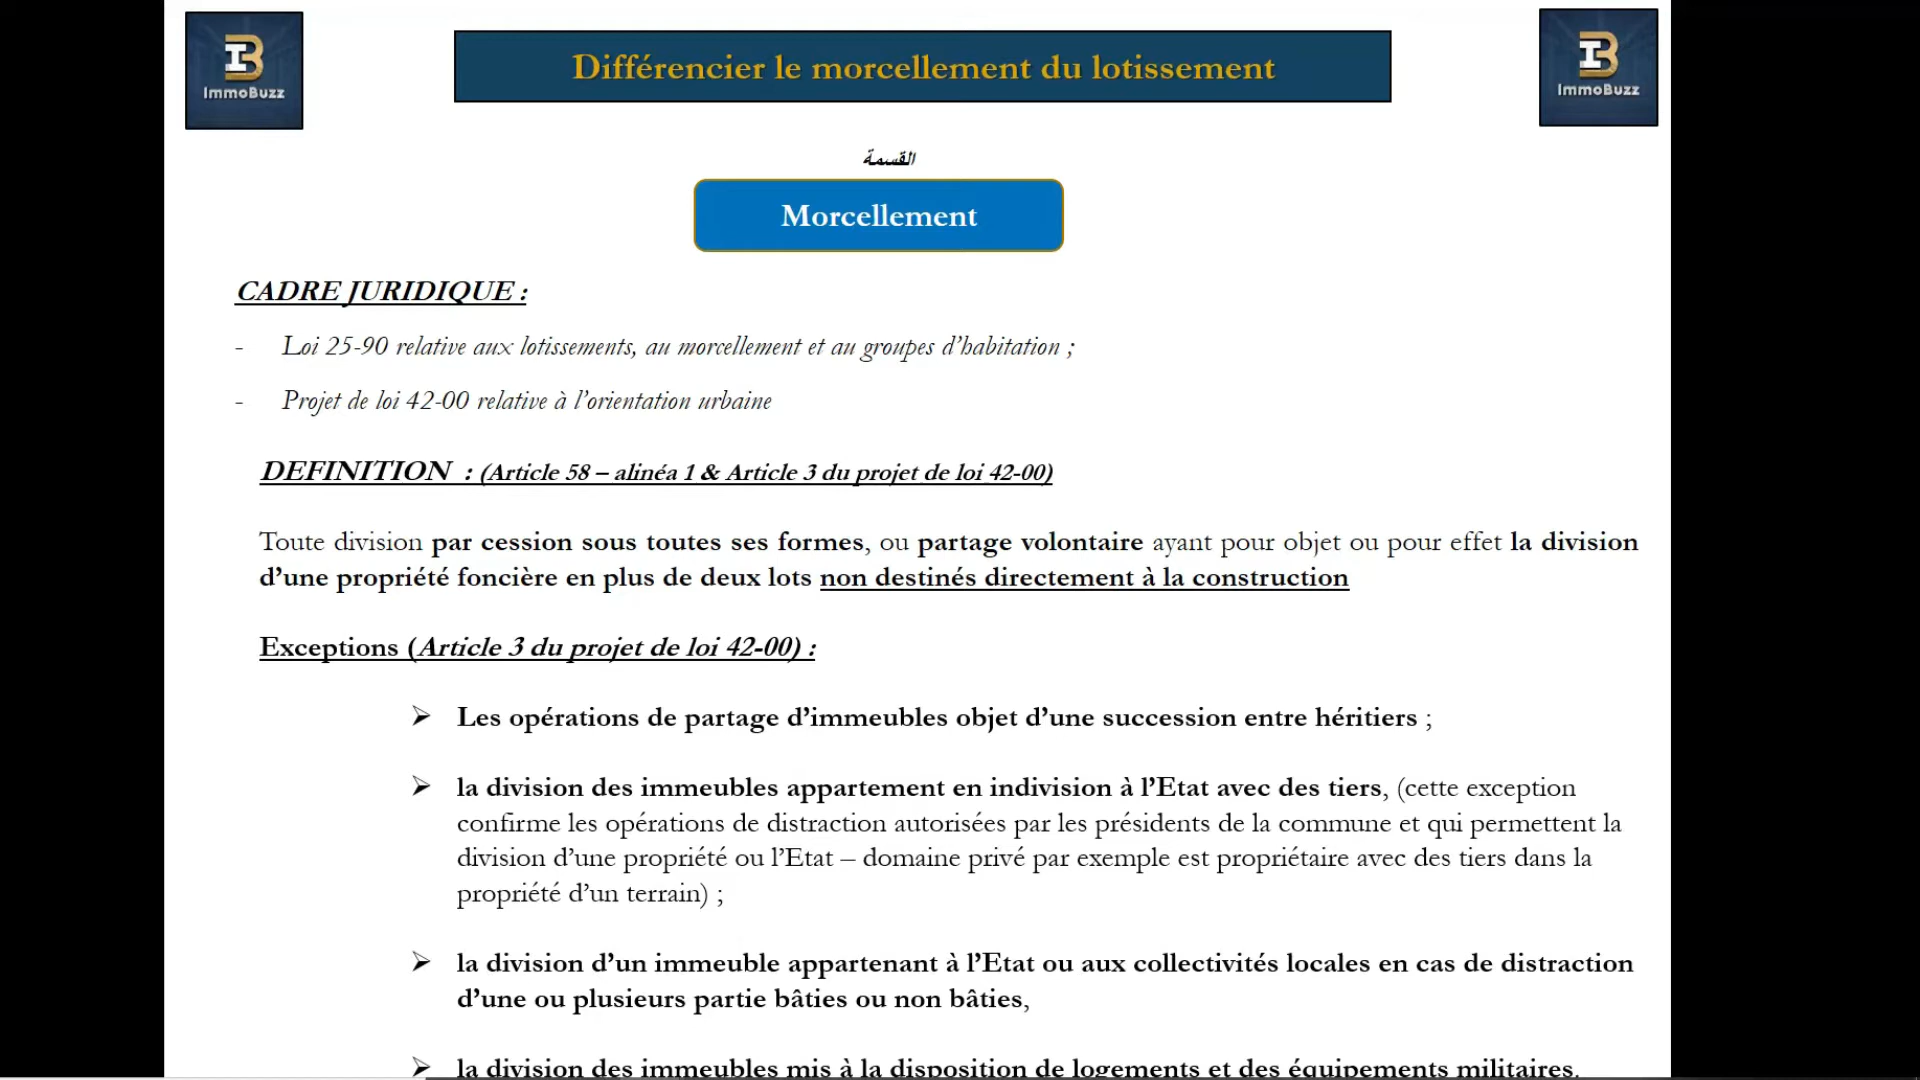 ImmoBuzz
Différencier le morcellement du lotissement
ImmoBuzz
القسمة
Morcellement
CADRE JURIDIQUE :
- Loi 25-90 relative aux lotissements, au morcellement et au groupes d’habitation ;
- Projet de loi 42-00 relative à l’orientation urbaine
DEFINITION : (Article 58 – alinéa 1 & Article 3 du projet de loi 42-00)
Toute division par cession sous toutes ses formes, ou partage volontaire ayant pour objet ou pour effet la division
d’une propriété foncière en plus de deux lots non destinés directement à la construction
Exceptions (Article 3 du projet de loi 42-00) :
➢ Les opérations de partage d’immeubles objet d’une succession entre héritiers ;
➢ la division des immeubles appartement en indivision à l’Etat avec des tiers, (cette exception
confirme les opérations de distraction autorisées par les présidents de la commune et qui permettent la
division d’une propriété ou l’Etat – domaine privé par exemple est propriétaire avec des tiers dans la
propriété d’un terrain) ;
➢ la division d’un immeuble appartenant à l’Etat ou aux collectivités locales en cas de distraction
d’une ou plusieurs partie bâties ou non bâties,
➢ la division des immeubles mis à la disposition de logements et des équipements militaires.